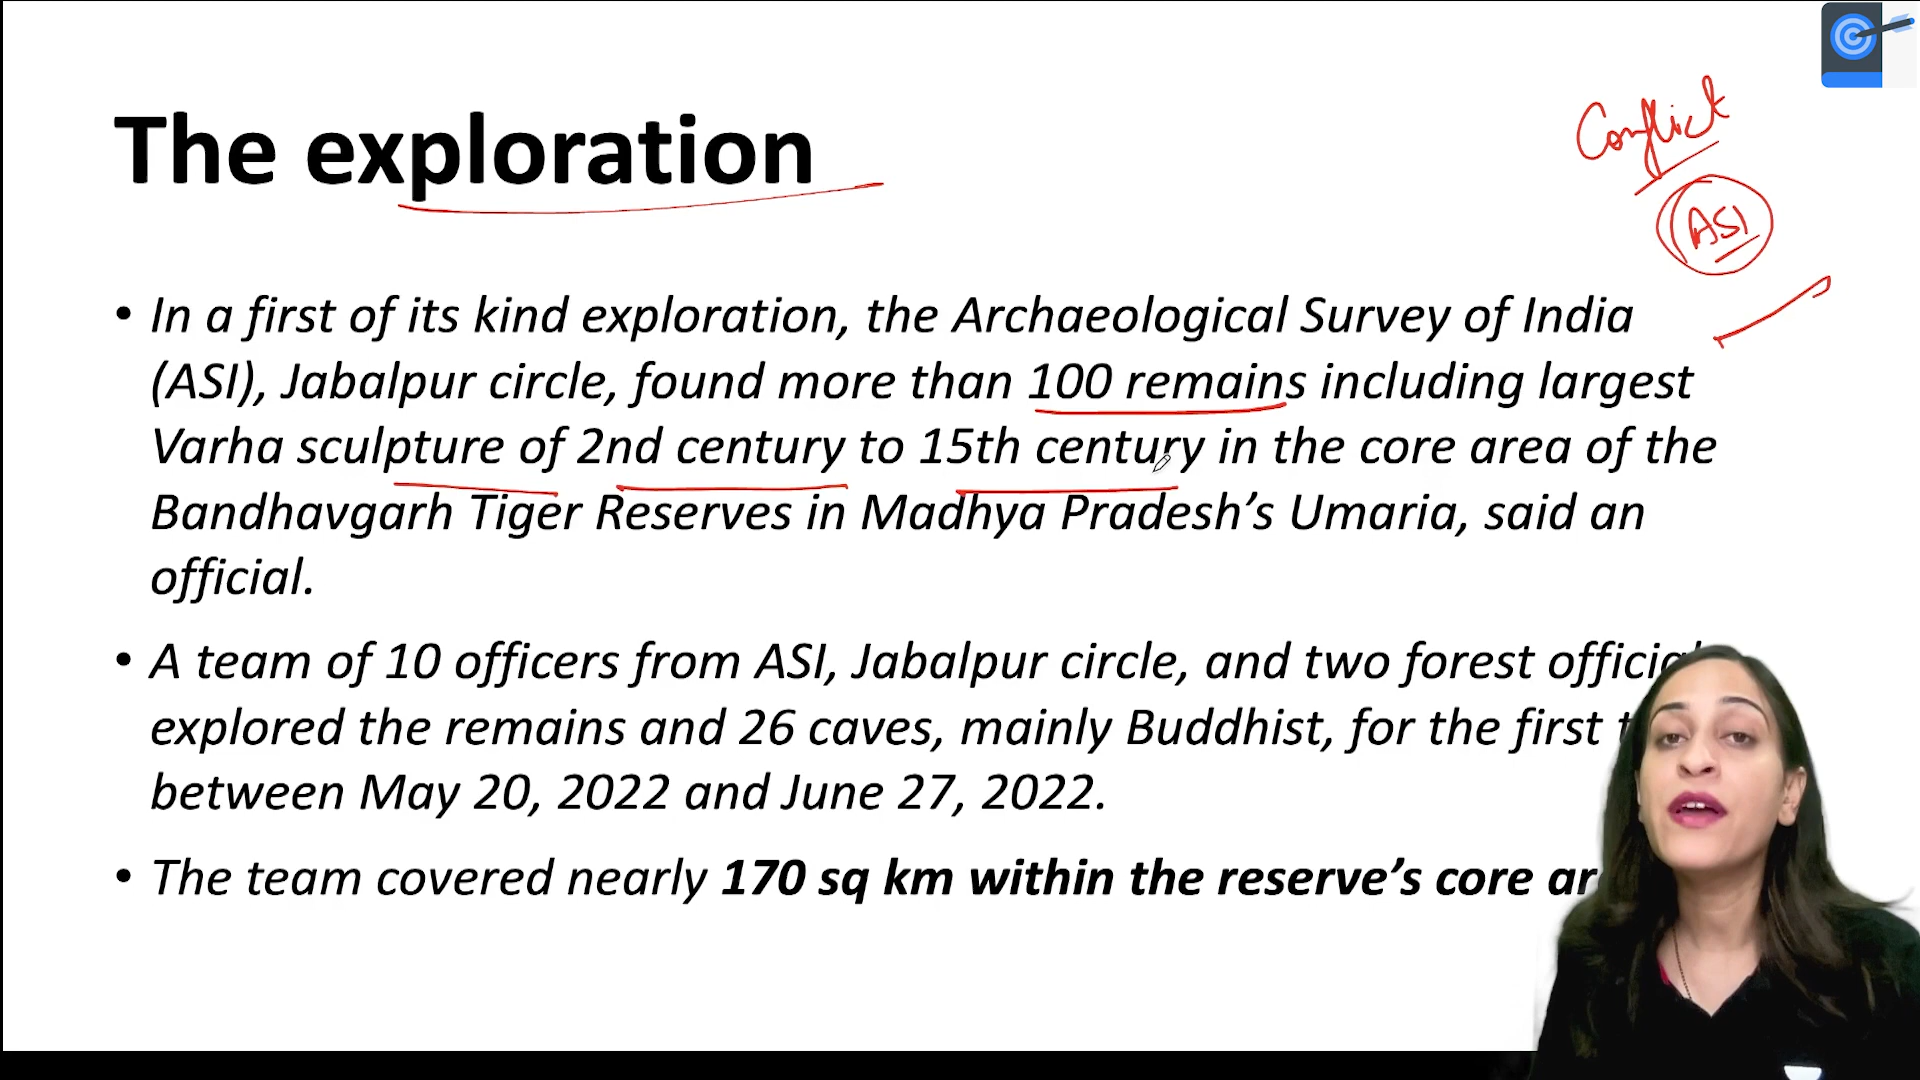 The exploration
Conflict
ASI
• In a first of its kind exploration, the Archaeological Survey of India
(ASI), Jabalpur circle, found more than 100 remains including largest
Varha sculpture of 2nd century to 15th century in the core area of the
Bandhavgarh Tiger Reserves in Madhya Pradesh’s Umaria, said an
official.
• A team of 10 officers from ASI, Jabalpur circle, and two forest
explored the remains and 26 caves, mainly Buddhist, for the first
between May 20, 2022 and June 27, 2022.
• The team covered nearly 170 sq km within the reserve’s core